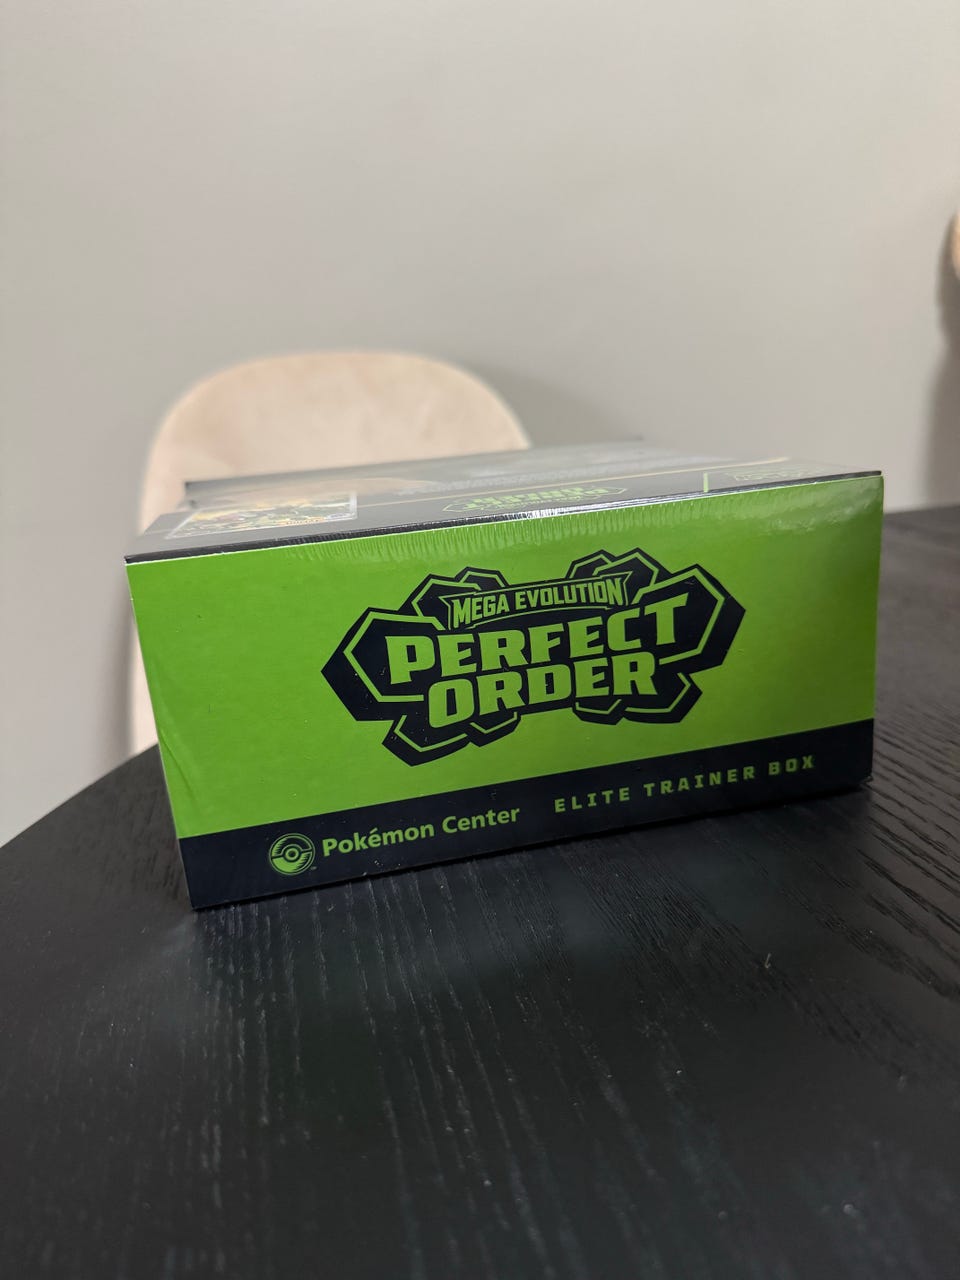 MEGA EVOLUTION
PERFECT
ORDER
Pokémon Center
ELITE TRAINER BOX